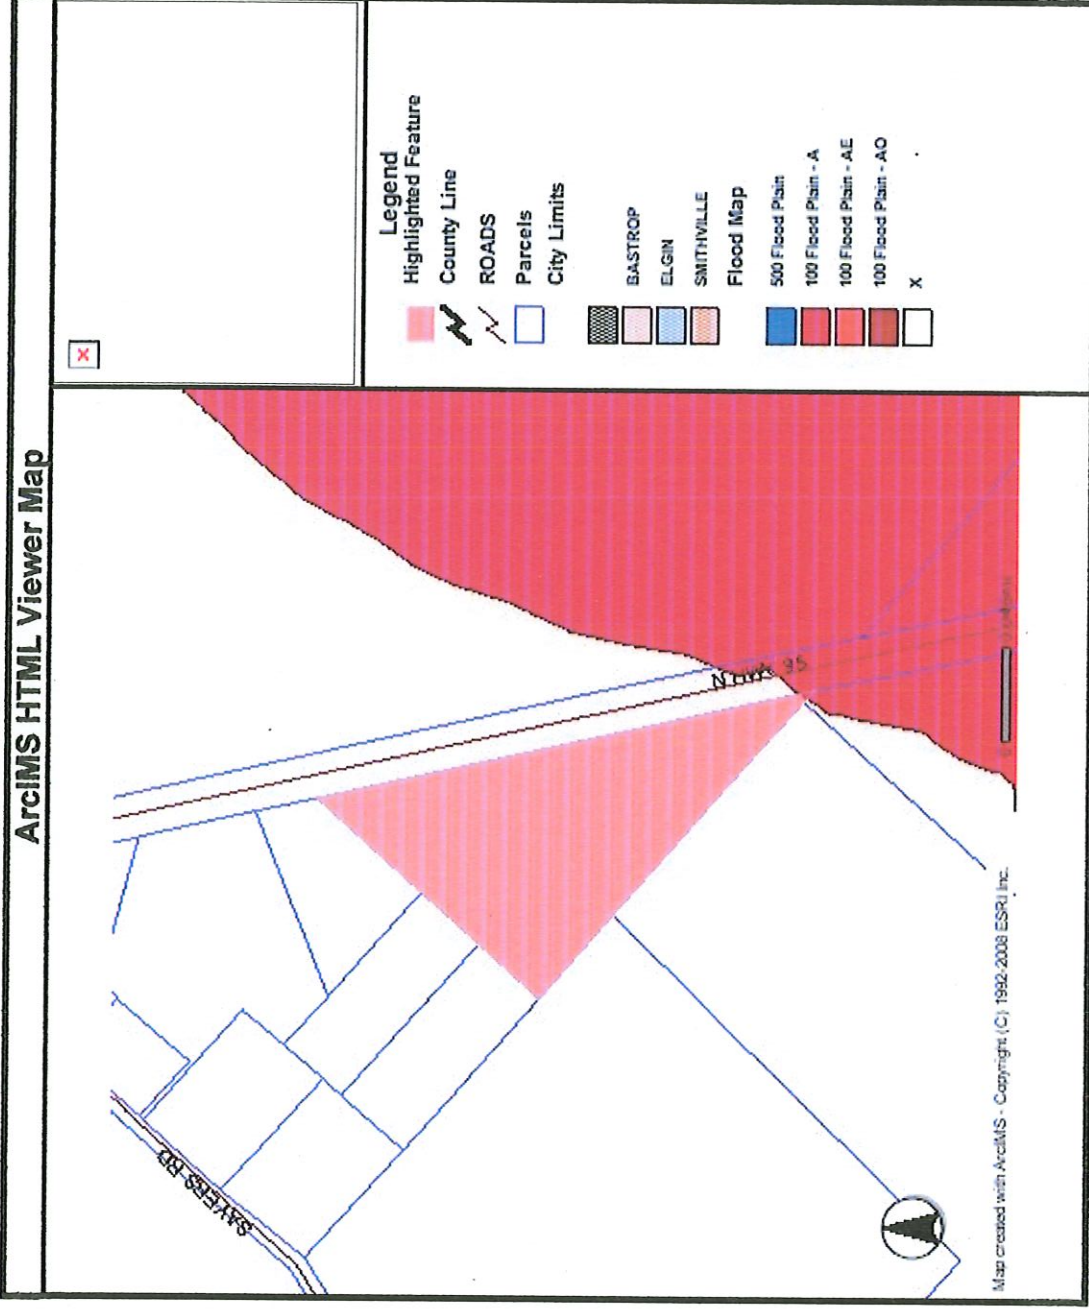 ArcIMS HTML Viewer Map
Legend
Highlighted Feature
County Line
ROADS
Parcels
City Limits
BASTROP
ELGIN
SMITHVILLE
Flood Map
500 Flood Plain
100 Flood Plain - A
100 Flood Plain - AE
100 Flood Plain - AO
X
SAYERS RD
N HWY 95
Map created with ArcIMS - Copyright (C) 1992-2008 ESRI Inc.